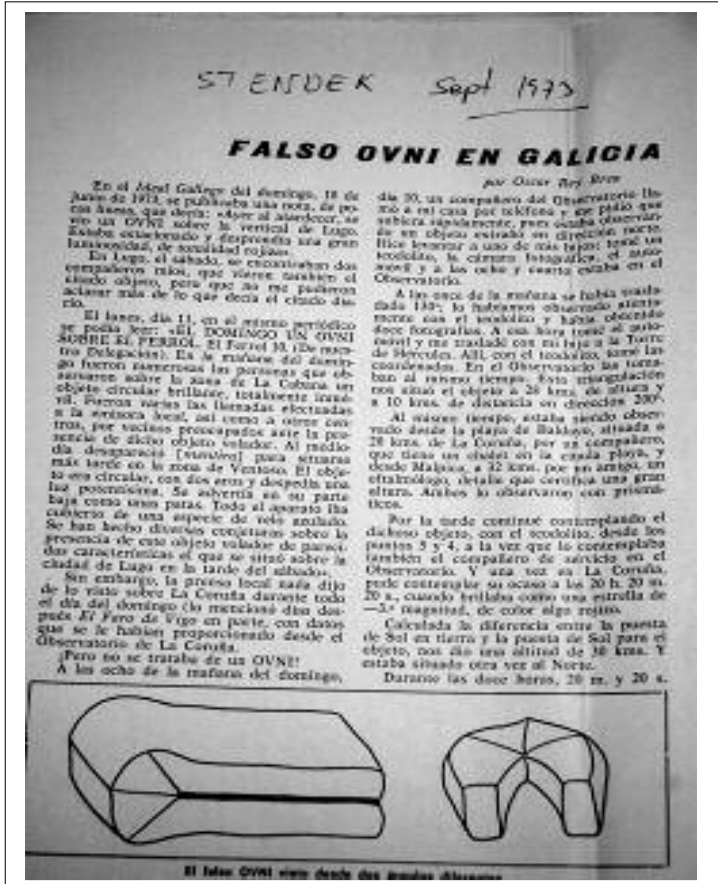 STENDEK Sept 1973
FALSO OVNI EN GALICIA
por Oscar Rey Brea
En el Ideal Gallego del domingo, 10 de
junio de 1973, se publicaba una nota, de po-
cas líneas, que decía: «Ayer al atardecer, se
vio un OVNI sobre la vertical de Lugo.
Estaba estacionado y desprendía una gran
luminosidad, de tonalidad rojiza».
En Lugo, el sábado, se encontraban dos
compañeros míos, que vieron también el
citado objeto, pero que no me pudieron
aclarar más de lo que decía el citado dia-
rio.
El lunes, día 11, en el mismo periódico
se podía leer: «EL DOMINGO UN OVNI
SOBRE EL FERROL. El Ferrol 10. (De nues-
tra Delegación). En la mañana del domin-
go fueron numerosas las personas que ob-
servaron sobre la zona de La Cabana un
objeto circular brillante, totalmente inmó-
vil. Fueron varias las llamadas efectuadas
a la emisora local, así como a otros cen-
tros, por vecinos preocupados ante la pre-
sencia de dicho objeto volador. Al medio-
día desaparecía para situarse
más tarde en la zona de Ventoso. El obje-
to era circular, con dos aros y despedía una
luz potentísima. Se advertía en su parte
baja como unas patas. Todo el aparato iba
cubierto de una especie de velo azulado.
Se han hecho diversas conjeturas sobre la
presencia de este objeto volador de pareci-
das características al que se situó sobre la
ciudad de Lugo en la tarde del sábado».
Sin embargo, la prensa local nada dijo
de lo visto sobre La Coruña durante todo
el día del domingo (lo mencionó días des-
pués El Faro de Vigo en parte, con datos
que se le habían proporcionado desde el
Observatorio de La Coruña.
¡Pero no se trataba de un OVNI!
A las ocho de la mañana del domingo,
día 10, un compañero del Observatorio lla-
mó a mi casa por teléfono y me pidió que
subiera rápidamente, pues estaba observan-
do un objeto extraño en dirección norte.
Hice levantar a uno de mis hijos; tomé un
teodolito, la cámara fotográfica, el auto-
móvil y a las ocho y cuarto estaba en el
Observatorio.
A las once de la mañana se había trasla-
dado 130°; lo habíamos observado atenta-
mente con el teodolito y había obtenido
doce fotografías. A esa hora tomé el auto-
móvil y me trasladé con mi hijo a la Torre
de Hércules. Allí, con el teodolito, tomé las
coordenadas. En el Observatorio las toma-
ban al mismo tiempo. Esta triangulación
nos situó el objeto a 26 kms. de altura y
a 10 kms. de distancia en dirección 200°.
Al mismo tiempo, estaba siendo obser-
vado desde la playa de Baldayo, situada a
20 kms. de La Coruña, por un compañero,
que tiene un chalet en la citada playa, y
desde Malpica, a 32 kms. por un amigo, un
oftalmólogo, detalle que certifica una gran
altura. Ambos lo observaron con prismá-
ticos.
Por la tarde continué contemplando el
dichoso objeto, con el teodolito, desde los
puntos 3 y 4, a la vez que lo contemplaba
también el compañero de servicio en el
Observatorio. Y una vez en La Coruña,
pude contemplar su ocaso a las 20 h. 20 m.
20 s., cuando brillaba como una estrella de
—3.ª magnitud, de color algo rojizo.
Calculada la diferencia entre la puesta
de Sol en tierra y la puesta de Sol para el
objeto, nos dio una altitud de 30 kms. Y
estaba situado otra vez al Norte.
Durante las doce horas, 20 m. y 20 s.
El falso OVNI visto desde dos ángulos diferentes